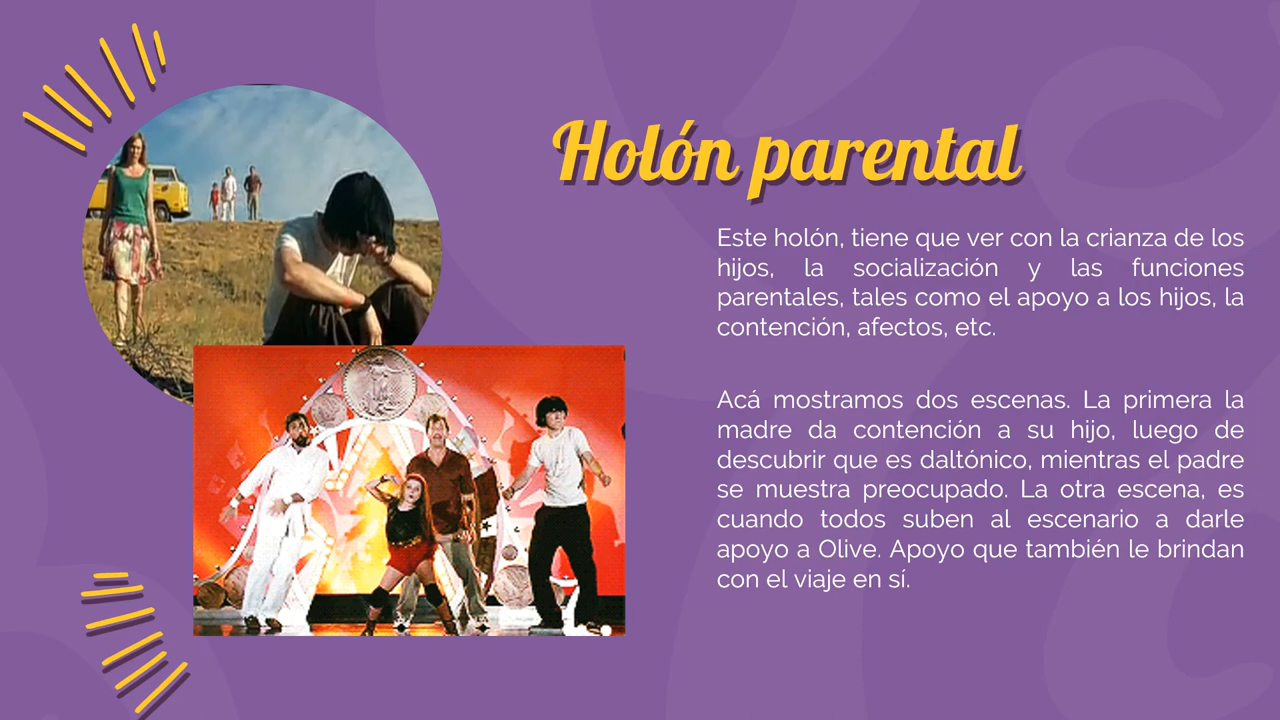 Holón parental
Este holón, tiene que ver con la crianza de los
hijos, la socialización y las funciones
parentales, tales como el apoyo a los hijos, la
contención, afectos, etc.
Acá mostramos dos escenas. La primera la
madre da contención a su hijo, luego de
descubrir que es daltónico, mientras el padre
se muestra preocupado. La otra escena, es
cuando todos suben al escenario a darle
apoyo a Olive. Apoyo que también le brindan
con el viaje en sí.